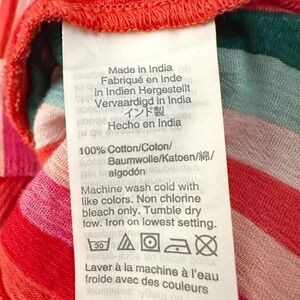 Made in India
Fabriqué en Inde
in Indien Hergestellt
Vervaardigd in India
インド製
Hecho en India
100% Cotton/Coton/
Baumwolle/Katoen/綿/
algodón
Machine wash cold with
like colors. Non chlorine
bleach only. Tumble dry
low. Iron on lowest setting.
30
Laver à la machine à l'eau
froide avec des couleurs